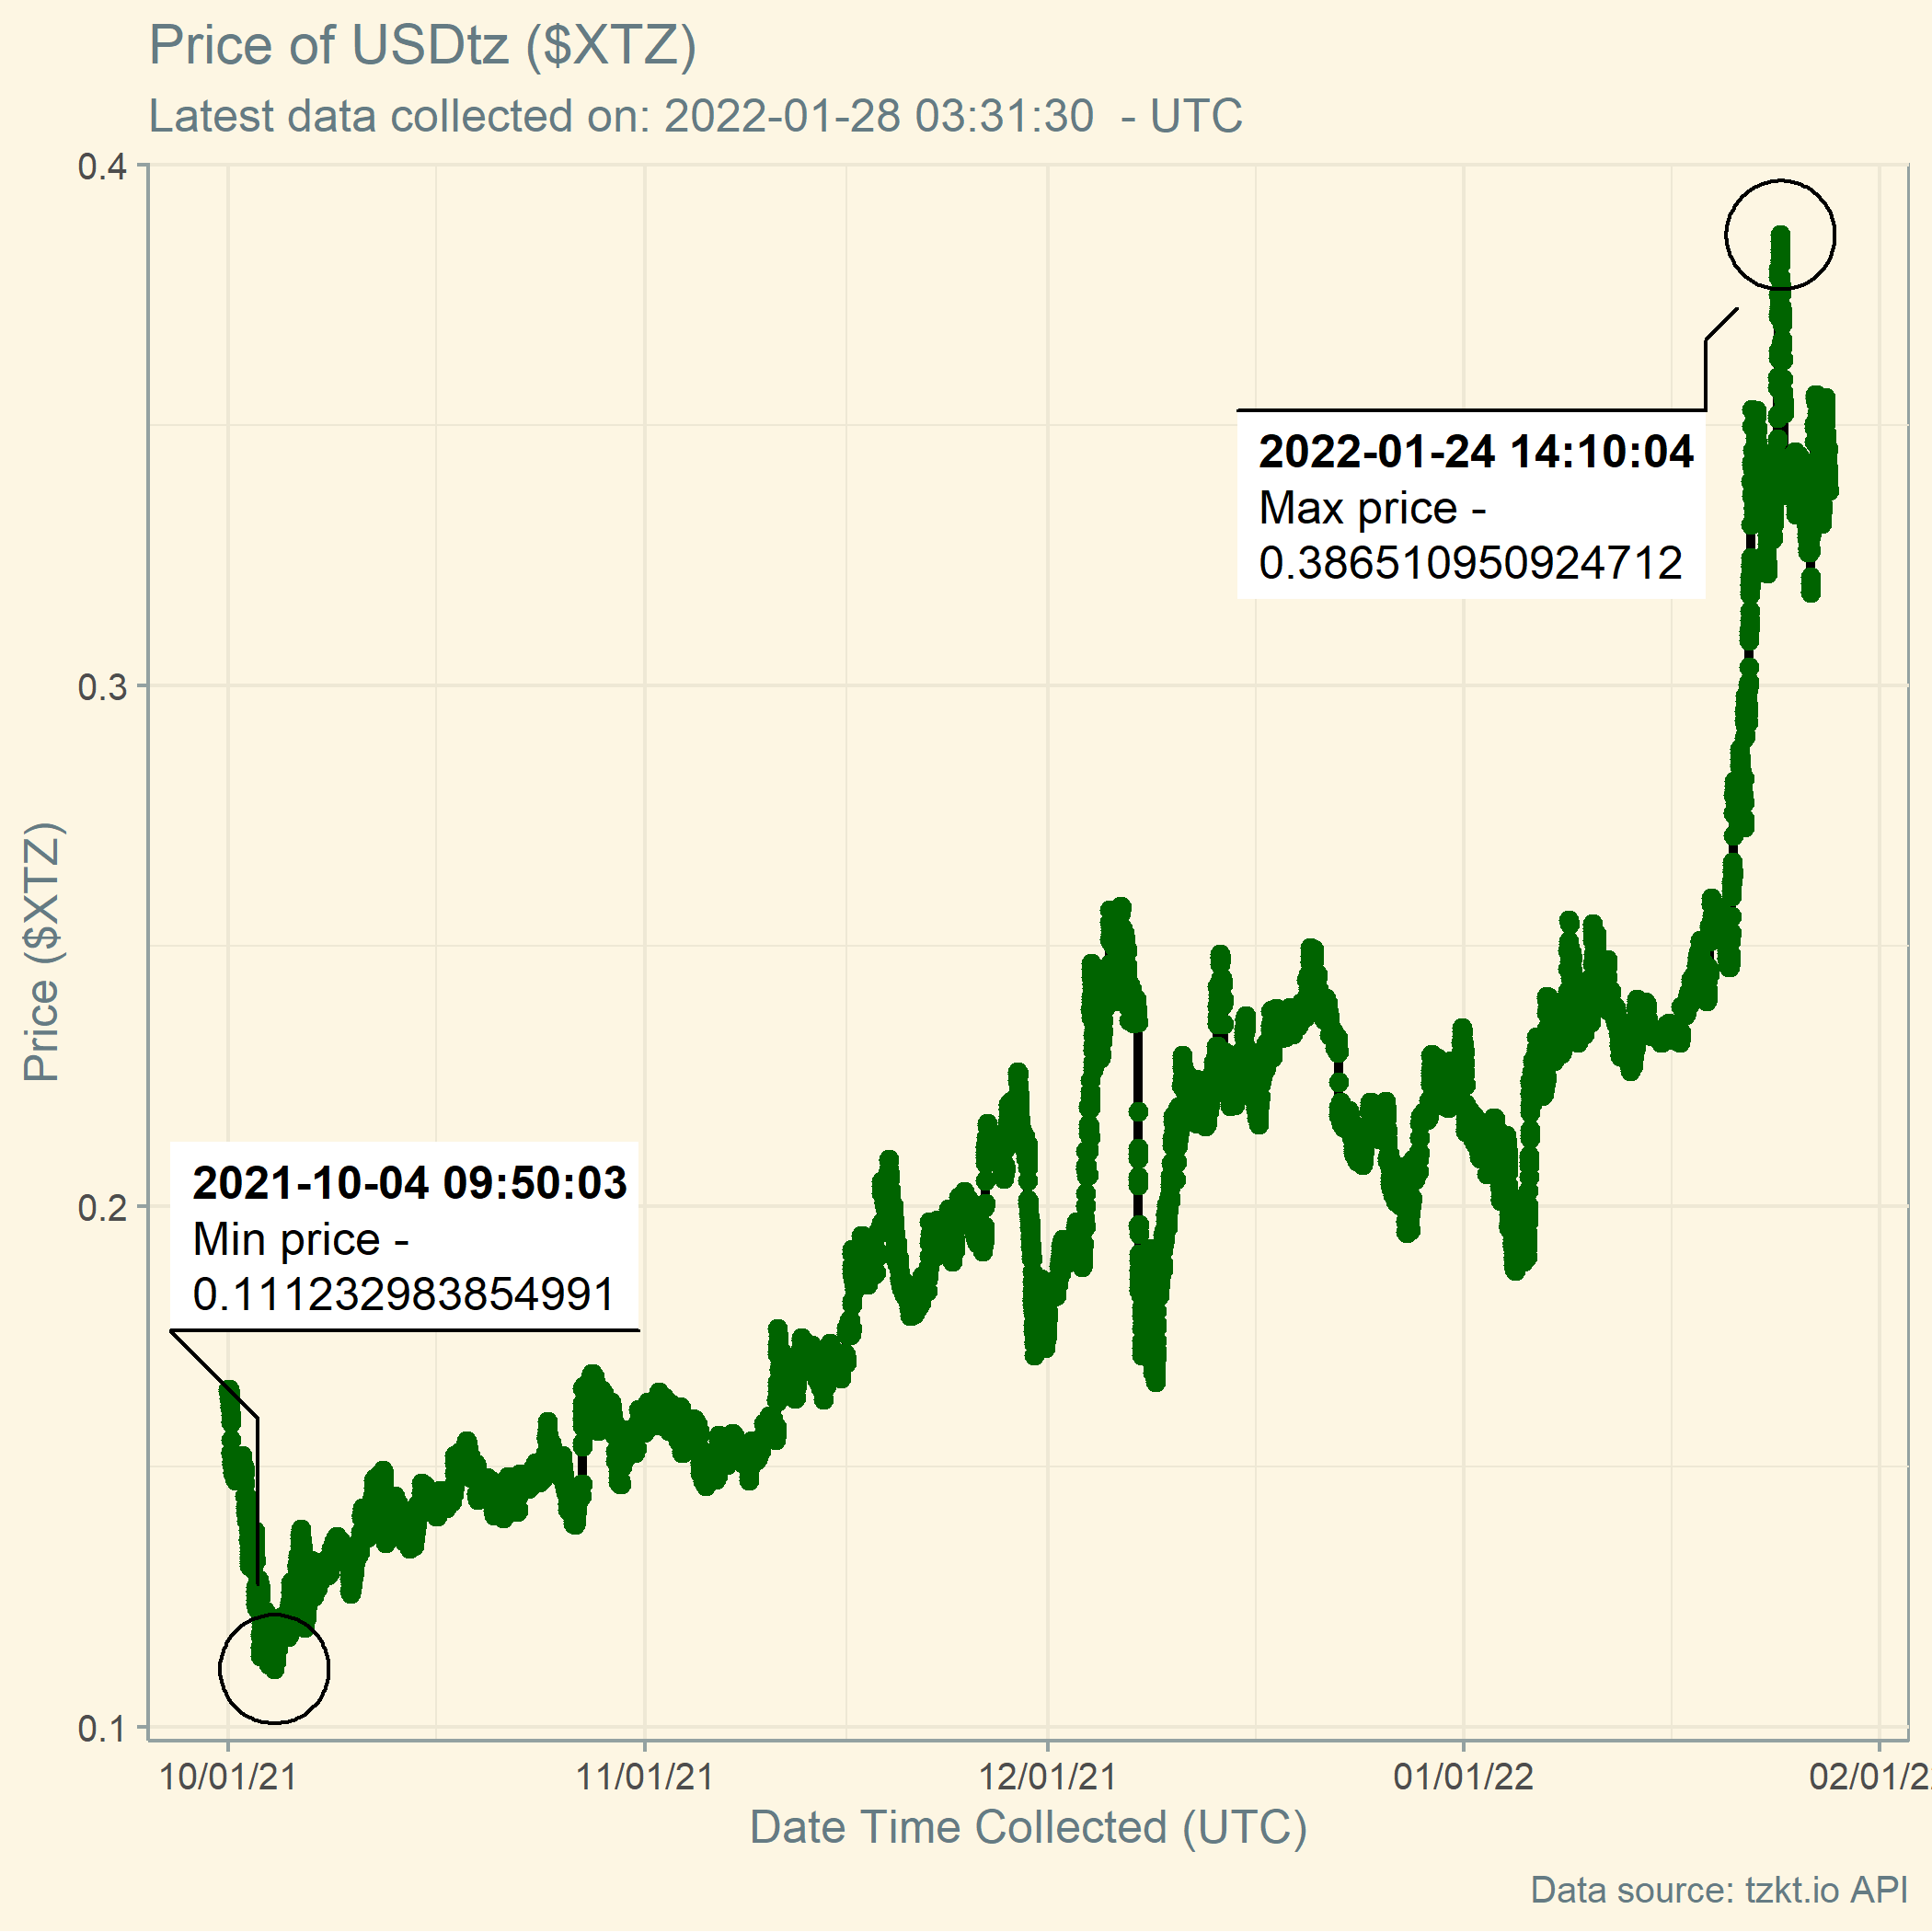 Price of USDtz ($XTZ)
Latest data collected on: 2022-01-28 03:31:30  - UTC
0.4
0.3
0.2
0.1
Price ($XTZ)
2022-01-24 14:10:04
Max price -
0.386510950924712
2021-10-04 09:50:03
Min price -
0.111232983854991
10/01/21 11/01/21 12/01/21 01/01/22 02/01/2
Date Time Collected (UTC)
Data source: tzkt.io API